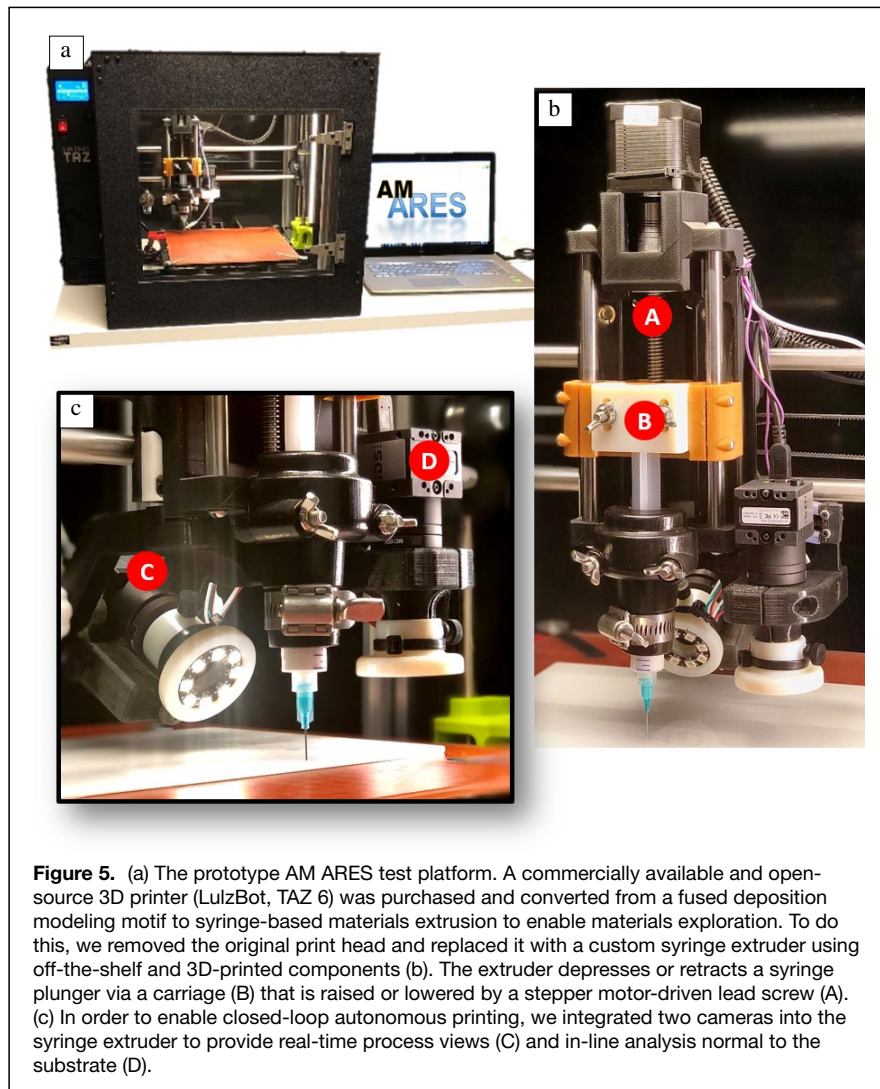 a
LULZBOT
TAZ
AM
ARES
b
A
B
c
D
C
Figure 5. (a) The prototype AM ARES test platform. A commercially available and open-
source 3D printer (LulzBot, TAZ 6) was purchased and converted from a fused deposition
modeling motif to syringe-based materials extrusion to enable materials exploration. To do
this, we removed the original print head and replaced it with a custom syringe extruder using
off-the-shelf and 3D-printed components (b). The extruder depresses or retracts a syringe
plunger via a carriage (B) that is raised or lowered by a stepper motor-driven lead screw (A).
(c) In order to enable closed-loop autonomous printing, we integrated two cameras into the
syringe extruder to provide real-time process views (C) and in-line analysis normal to the
substrate (D).